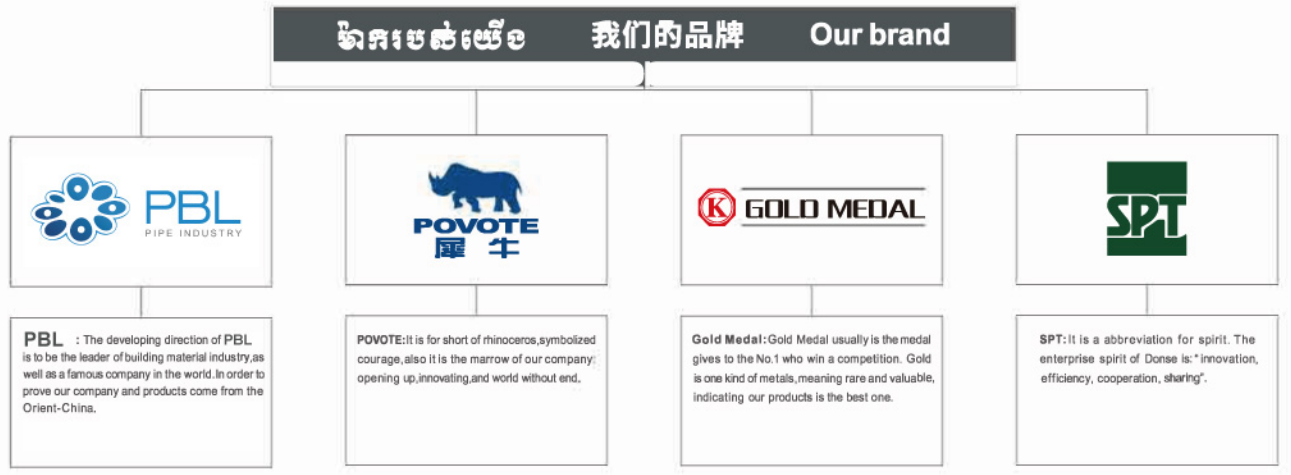 ម៉ាករបស់យើង 我们的品牌 Our brand
PBL
PIPE INDUSTRY
POVOTE
犀牛
K GOLD MEDAL
SPT
PBL : The developing direction of PBL
is to be the leader of building material industry,as
well as a famous company in the world.In order to
prove our company and products come from the
Orient-China.
POVOTE:It is for short of rhinoceros,symbolized
courage,also it is the marrow of our company:
opening up,innovating,and world without end.
Gold Medal:Gold Medal usually is the medal
gives to the No.1 who win a competition. Gold
is one kind of metals,meaning rare and valuable,
indicating our products is the best one.
SPT:It is a abbreviation for spirit. The
enterprise spirit of Donse is:“innovation,
efficiency, cooperation, sharing”.